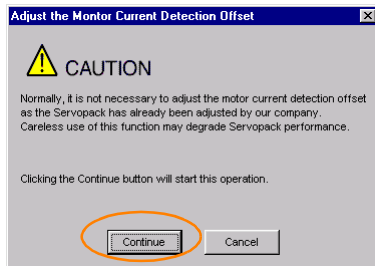 Adjust the Montor Current Detection Offset
CAUTION
Normally, it is not necessary to adjust the motor current detection offset
as the Servopack has already been adjusted by our company.
Careless use of this function may degrade Servopack performance.
Clicking the Continue button will start this operation.
Continue
Cancel